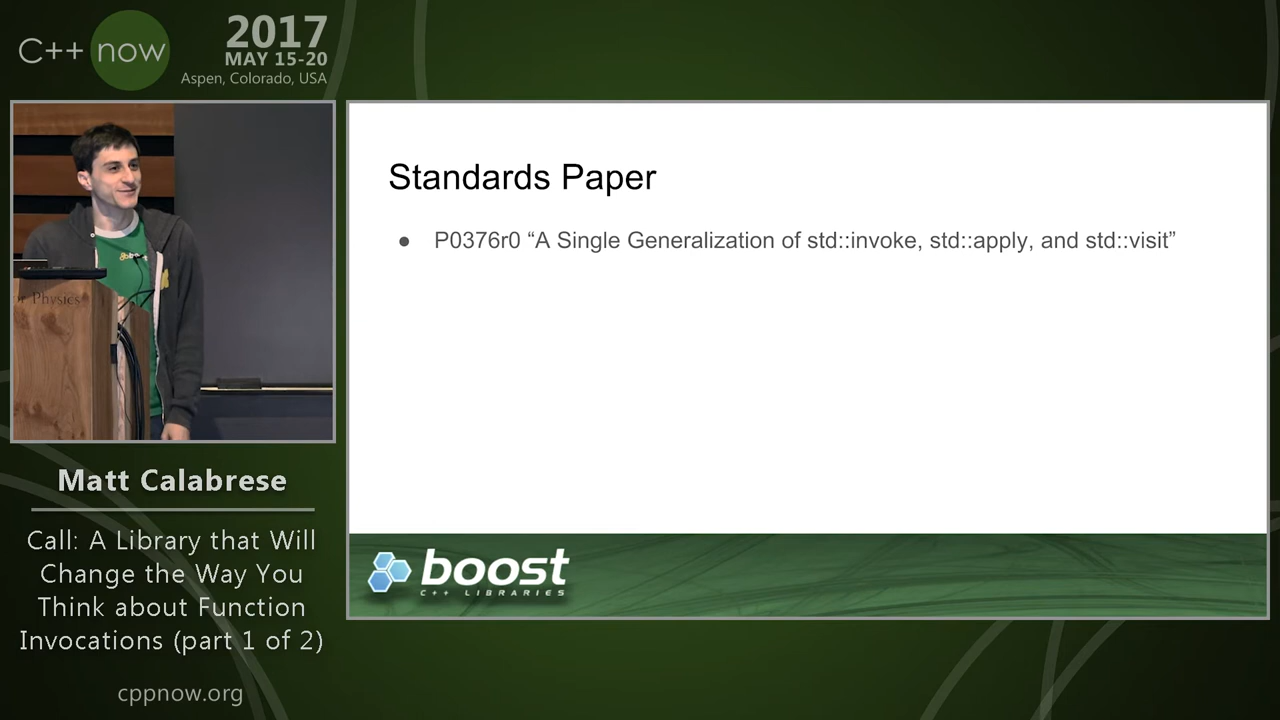 C++ now
2017
MAY 15-20
Aspen, Colorado, USA
r Physics
Standards Paper
● P0376r0 “A Single Generalization of std::invoke, std::apply, and std::visit”
boost
C++ LIBRARIES
Matt Calabrese
Call: A Library that Will
Change the Way You
Think about Function
Invocations (part 1 of 2)
cppnow.org